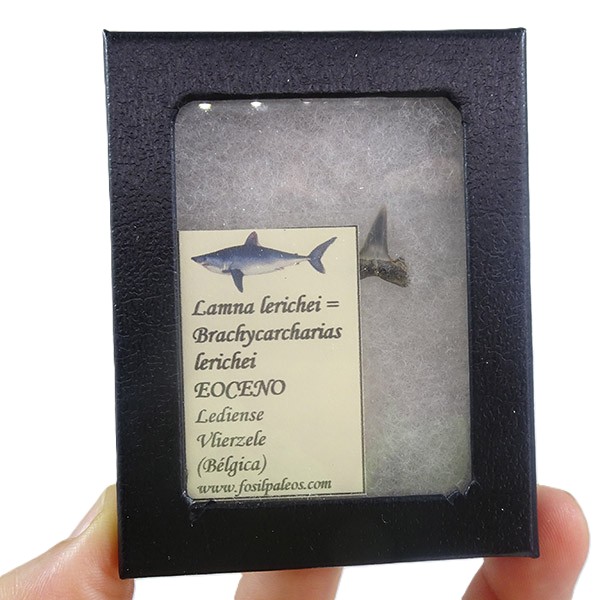 Lamna lerichei =
Brachycarcharias
lerichei
EOCENO
Lediense
Vlierzele
(Bélgica)
www.fosilpaleos.com